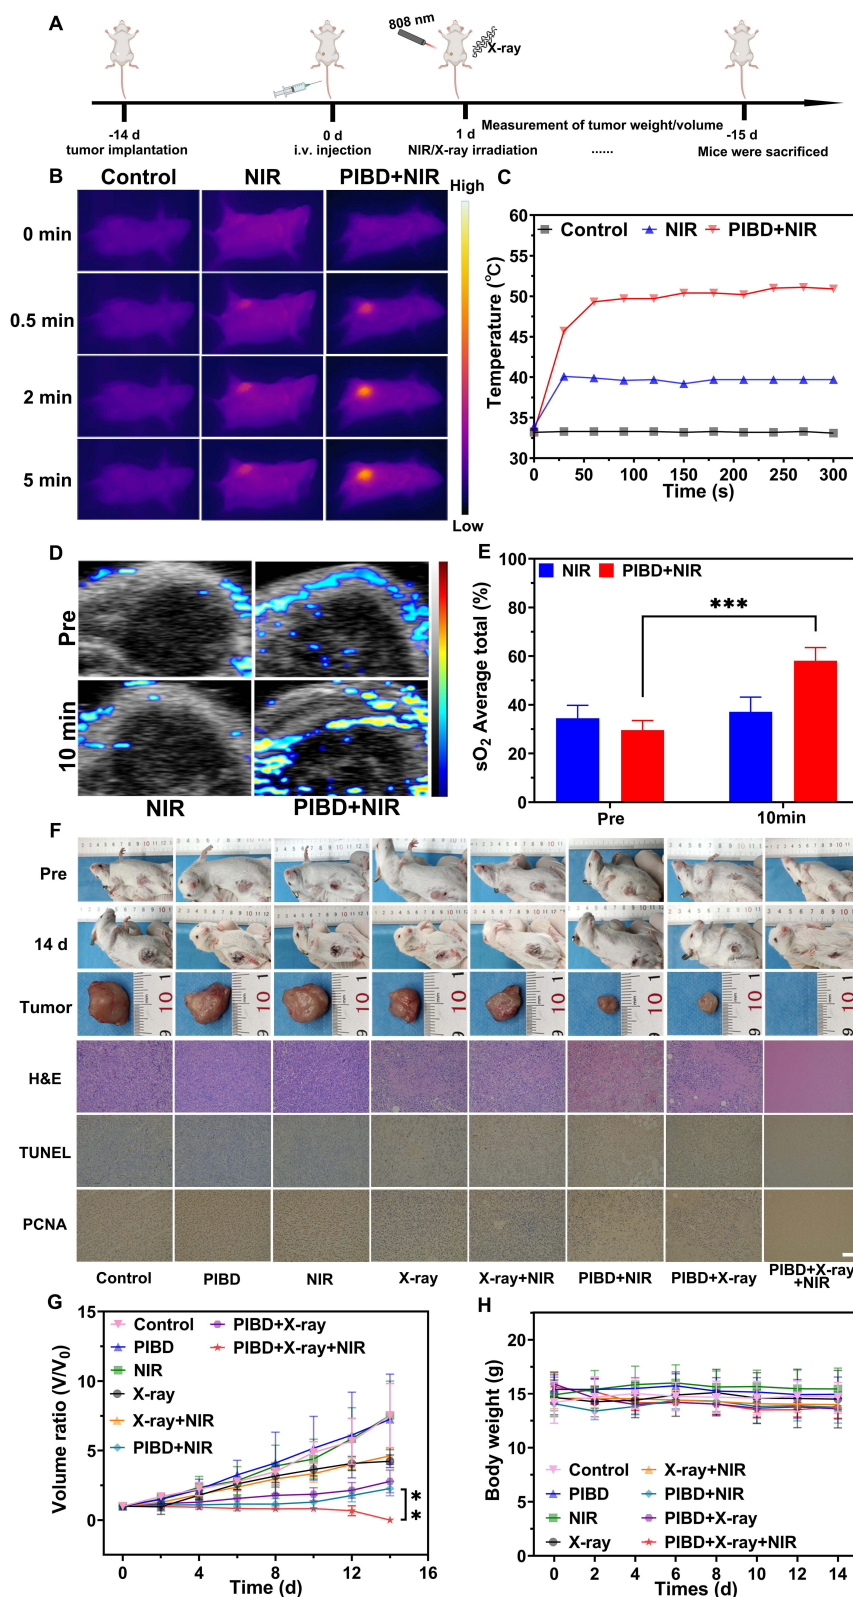 A
808 nm
X-ray
-14 d
tumor implantation
0 d
i.v. injection
1 d
NIR/X-ray irradiation
Measurement of tumor weight/volume
......
-15 d
Mice were sacrificed
B
Control
NIR
PIBD+NIR
0 min
0.5 min
2 min
5 min
High
Low
C
Control
NIR
PIBD+NIR
Temperature (℃)
60
55
50
45
40
35
30
0
50
100
150
200
250
300
Time (s)
D
Pre
10 min
NIR
PIBD+NIR
E
NIR
PIBD+NIR
***
sO2 Average total (%)
100
80
60
40
20
0
Pre
10min
F
Pre
14 d
Tumor
H&E
TUNEL
PCNA
Control
PIBD
NIR
X-ray
X-ray+NIR
PIBD+NIR
PIBD+X-ray
PIBD+X-ray
+NIR
G
Control
PIBD
NIR
X-ray
X-ray+NIR
PIBD+NIR
PIBD+X-ray
PIBD+X-ray+NIR
**
Volume ratio (V/V0)
15
10
5
0
0
4
8
12
16
Time (d)
H
Body weight (g)
20
15
10
5
0
Control
PIBD
NIR
X-ray
X-ray+NIR
PIBD+NIR
PIBD+X-ray
PIBD+X-ray+NIR
0
2
4
6
8
10
12
14
Times (d)